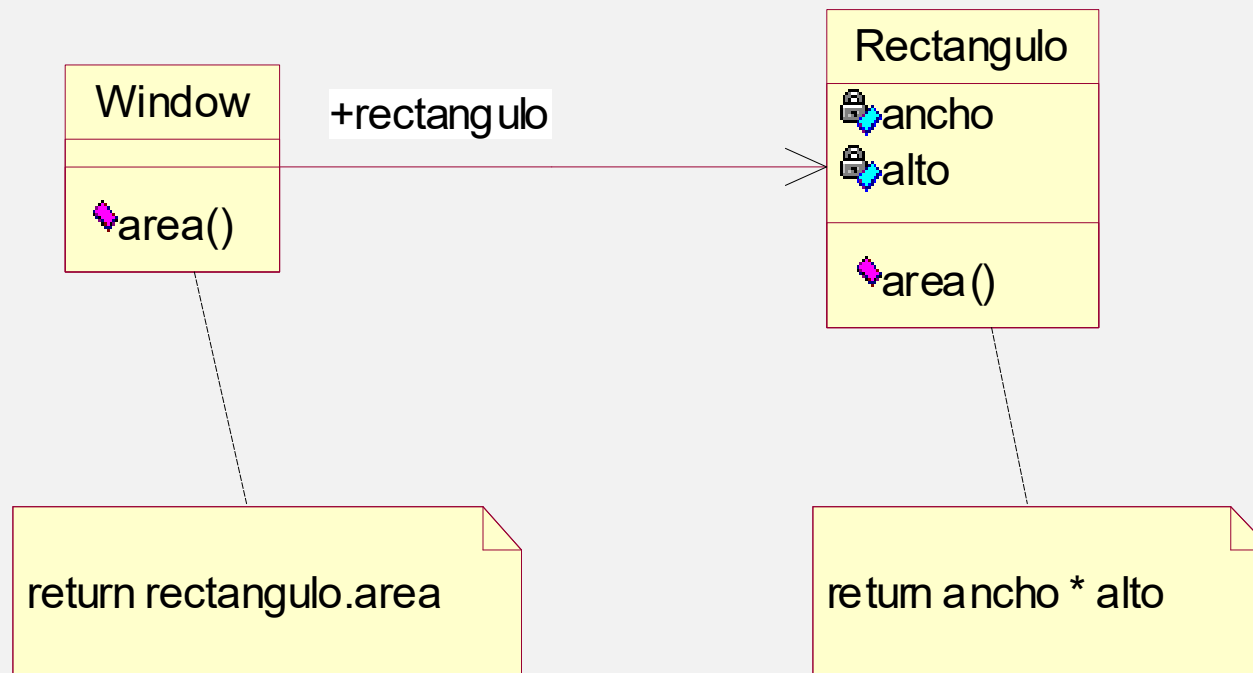 Window
area()
+rectangulo
Rectangulo
ancho
alto
area()
return rectangulo.area
return ancho * alto